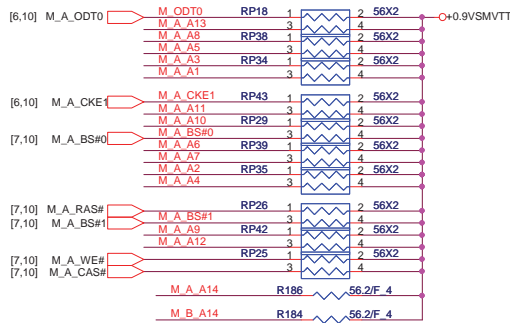 [6,10] M_A_ODT0 M_ODT0 RP18 1 2 56X2 +0.9VSMVTT
M_A_A13 3 4
M_A_A8 RP38 1 2 56X2
M_A_A5 3 4
M_A_A3 RP34 1 2 56X2
M_A_A1 3 4
[6,10] M_A_CKE1 M_A_CKE1 RP43 1 2 56X2
M_A_A11 3 4
M_A_A10 RP29 1 2 56X2
[7,10] M_A_BS#0 M_A_BS#0 3 4
M_A_A6 RP39 1 2 56X2
M_A_A7 3 4
M_A_A2 RP35 1 2 56X2
M_A_A4 3 4
[7,10] M_A_RAS# RP26 1 2 56X2
[7,10] M_A_BS#1 M_A_BS#1 3 4
M_A_A9 RP42 1 2 56X2
M_A_A12 3 4
[7,10] M_A_WE# RP25 1 2 56X2
[7,10] M_A_CAS# 3 4
M_A_A14 R186 56.2/F_4
M_B_A14 R184 56.2/F_4